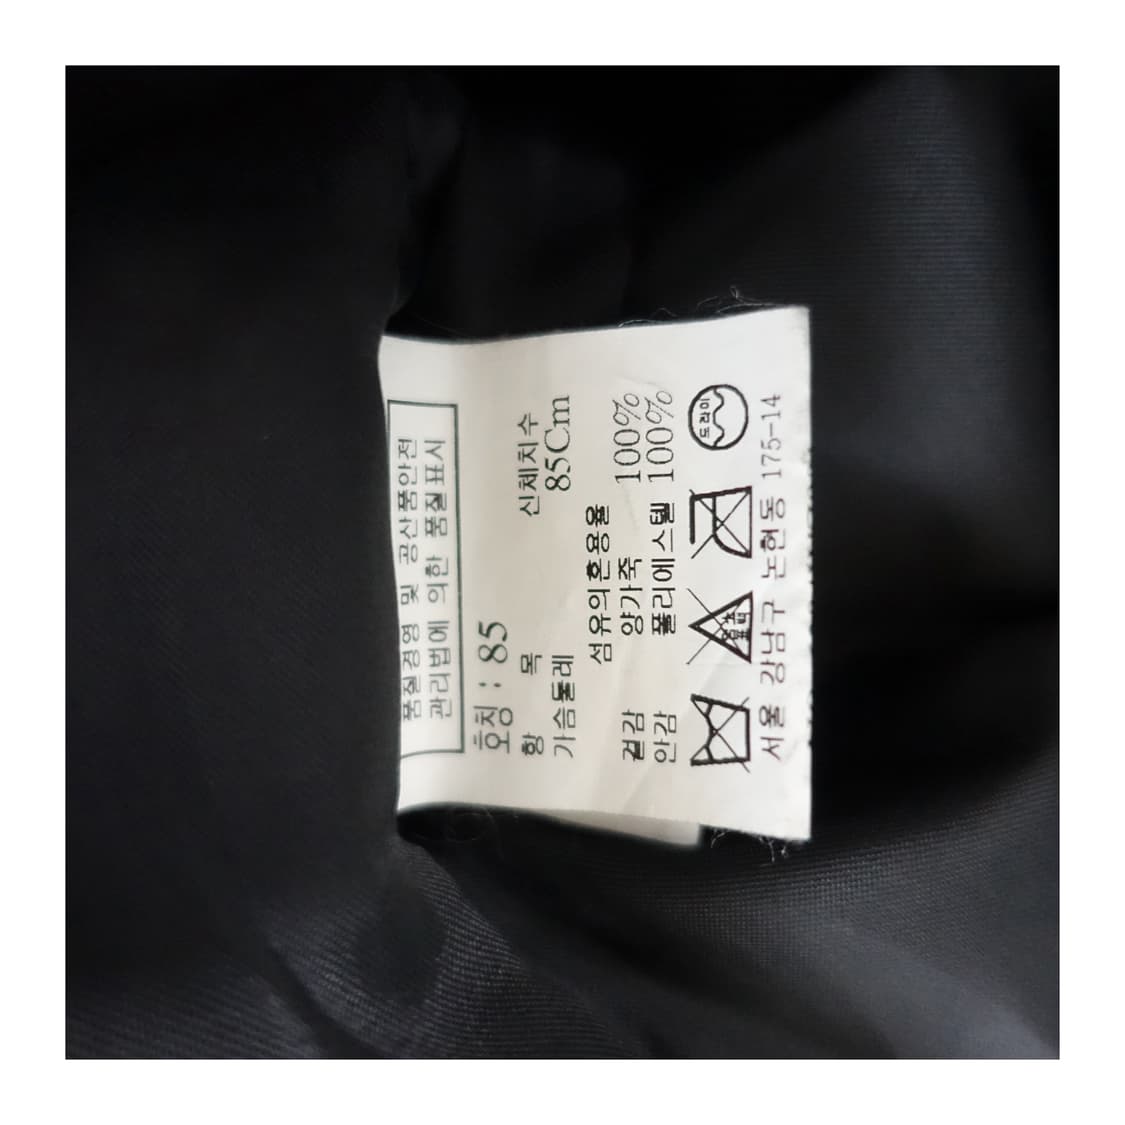 품질경영 및 공산품안전
관리법에 의한 품질표시
호칭 : 85
항 목 신체치수
가슴둘레 85Cm
섬유의혼용율
겉감 양가죽 100%
안감 폴리에스텔 100%
드라이
서울 강남구 논현동 175-14